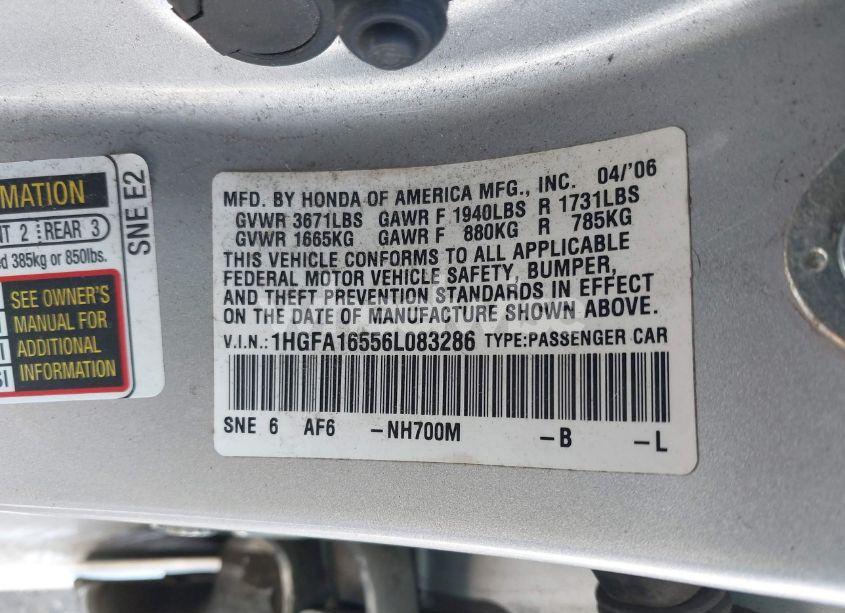 MATION
NT 2 REAR 3
385kg or 850lbs.
SEE OWNER'S
MANUAL FOR
ADDITIONAL
INFORMATION
SNE E2
MFD. BY HONDA OF AMERICA MFG., INC. 04/'06
GVWR 3671LBS GAWR F 1940LBS R 1731LBS
GVWR 1665KG GAWR F 880KG R 785KG
THIS VEHICLE CONFORMS TO ALL APPLICABLE
FEDERAL MOTOR VEHICLE SAFETY, BUMPER,
AND THEFT PREVENTION STANDARDS IN EFFECT
ON THE DATE OF MANUFACTURE SHOWN ABOVE.
V.I.N.: 1HGFA16556L083286 TYPE:PASSENGER CAR
SNE 6 AF6 -NH700M -B -L